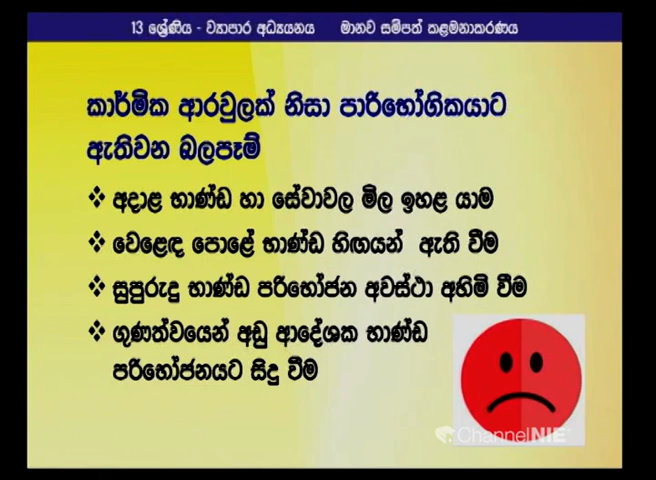 13 ශ්‍රේණිය - ව්‍යාපාර අධ්‍යයනය මානව සම්පත් කළමනාකරණය
කාර්මික ආරවුලක් නිසා පාරිභෝගිකයාට
ඇතිවන බලපෑම්
❖ අදාළ භාණ්ඩ හා සේවාවල මිල ඉහළ යාම
❖ වෙළෙඳ පොළේ භාණ්ඩ හිඟයන් ඇති වීම
❖ සුපුරුදු භාණ්ඩ පරිභෝජන අවස්ථා අහිමි වීම
❖ ගුණත්වයෙන් අඩු ආදේශක භාණ්ඩ
පරිභෝජනයට සිදු වීම
ChannelNIE